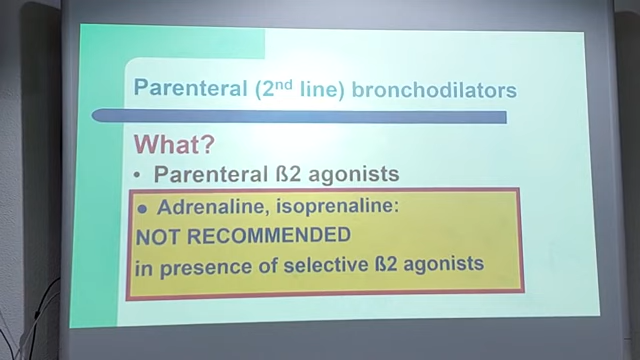 Parenteral (2nd line) bronchodilators
What?
• Parenteral ß2 agonists
● Adrenaline, isoprenaline:
NOT RECOMMENDED
in presence of selective ß2 agonists